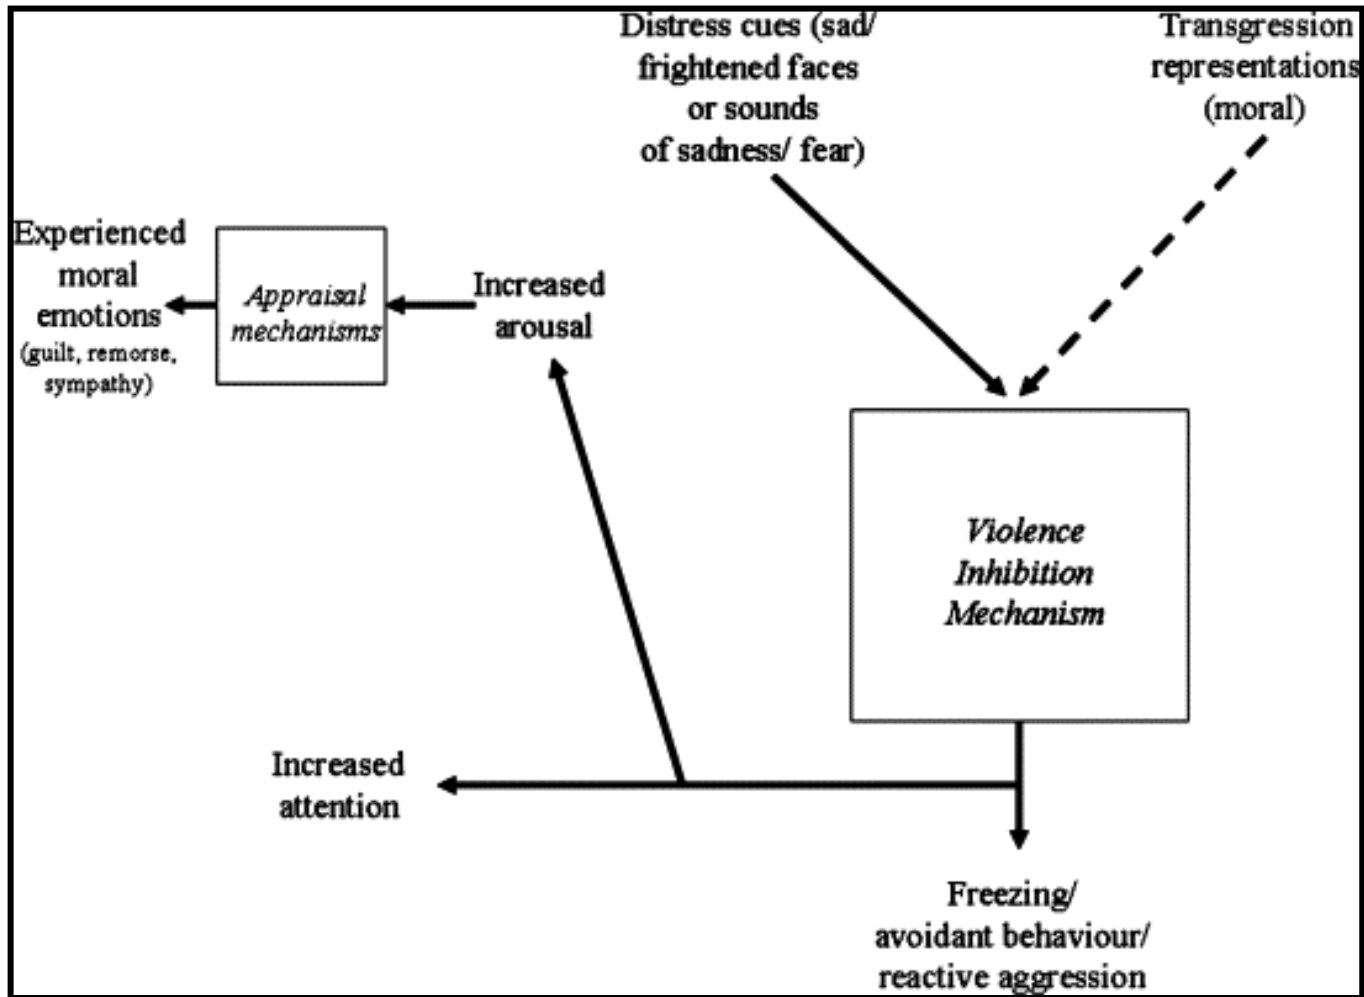 Distress cues (sad/
frightened faces
or sounds
of sadness/ fear)
Transgression
representations
(moral)
Experienced
moral
emotions
(guilt, remorse,
sympathy)
Appraisal
mechanisms
Increased
arousal
Violence
Inhibition
Mechanism
Increased
attention
Freezing/
avoidant behaviour/
reactive aggression